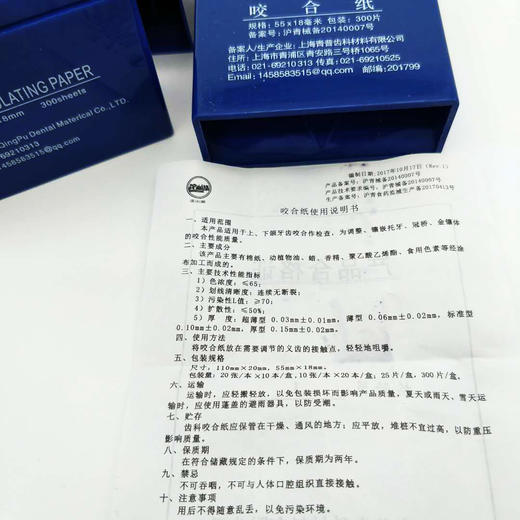 咬合纸
规格:55×18毫米 包装:300片
备案号:沪青械备20140007号
备案人/生产企业:上海青普齿科材料有限公司
住所:上海市青浦区青安路三号桥1065号
电话:021-69210313 传真:021-69210525
Email:1458583515@qq.com 邮编:201799
ULATING PAPER
8mm 300sheets
QingPu Dental Materical Co.,LTD.
69210313
1458583515@qq.com
编制日期:2017年10月17日(Rev.1)
产品备案号:沪青械备20140007号
产品技术要求编号:沪青械备20140007号
生产备案号:沪青食药监械生产备20170413号
咬合纸使用说明书
一、适用范围
本产品适用于上、下颌牙齿咬合作检查,为调整、镶嵌托牙、冠桥、金镶体
的咬合性能质量。
二、主要成分
该产品主要有棉纸、动植物油、蜡、香精、聚乙酸乙烯酯、食用色素等经涂
布加工而成的。
三、主要技术性能指标
1)色浓度:≤65;
2)划线清晰度:连续无断裂;
3)污染性L值:≥70;
4)扩散性:≤50%;
5)厚 度:超薄型 0.03mm±0.01mm,薄型 0.06mm±0.02mm,标准型
0.10mm±0.02mm,厚型 0.15mm±0.02mm。
四、使用方法
将咬合纸放在需要调节的义齿的接触点,轻轻地咀嚼。
五、包装规格
尺寸:110mm×20mm,55mm×18mm。
包装量:20张/本×10本/盒,10张/本×20本/盒;25片/盒,300片/盒。
六、运输
运输时,应轻搬轻放,以免包装损坏而影响产品质量,夏天或雨天、雪天运
输时,应使用蓬盖的避雨器具,以防受潮。
七、贮存
齿科咬合纸应保管在干燥、通风的地方;应平放,堆桩不宜过高,以防重压
影响质量。
八、保质期
在符合储藏规定的条件下,保质期为两年。
九、禁忌
不可吞咽,不可与人体口腔组织直接接触。
十、注意事项
用后不得随意乱丢,以免污染环境。